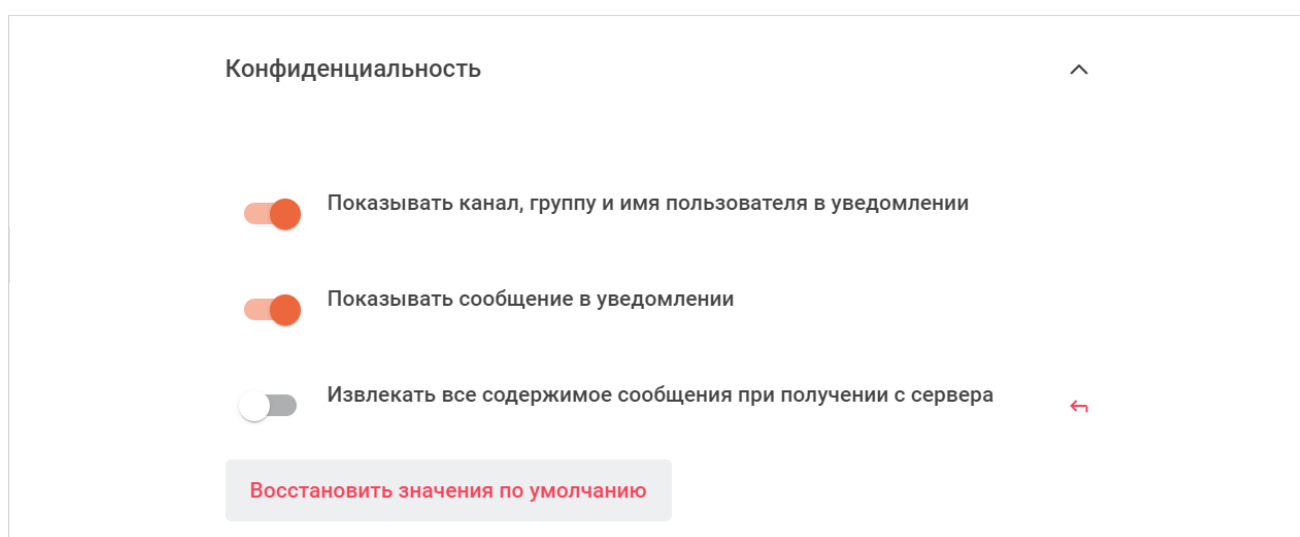 Конфиденциальность
Показывать канал, группу и имя пользователя в уведомлении
Показывать сообщение в уведомлении
Извлекать все содержимое сообщения при получении с сервера
Восстановить значения по умолчанию